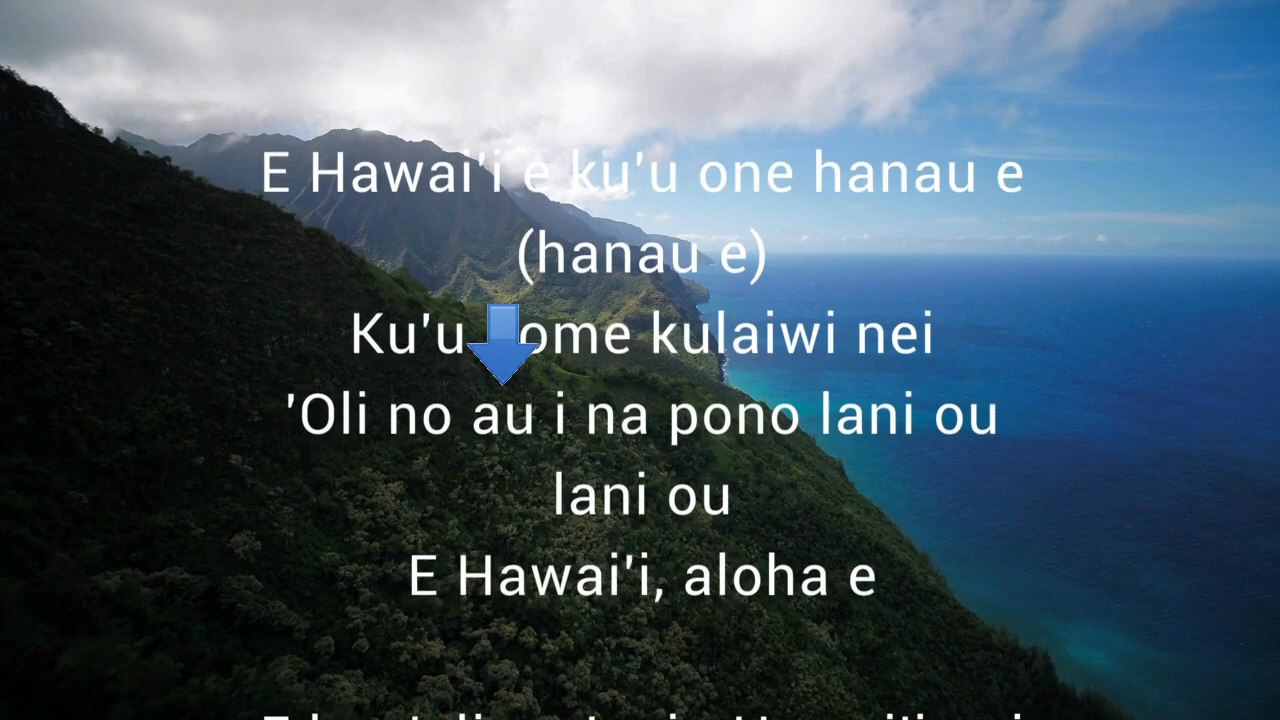 E Hawai'i e ku'u one hanau e
(hanau e)
Ku'u kulaiwi nei
'Oli no au i na pono lani ou
lani ou
E Hawai'i, aloha e